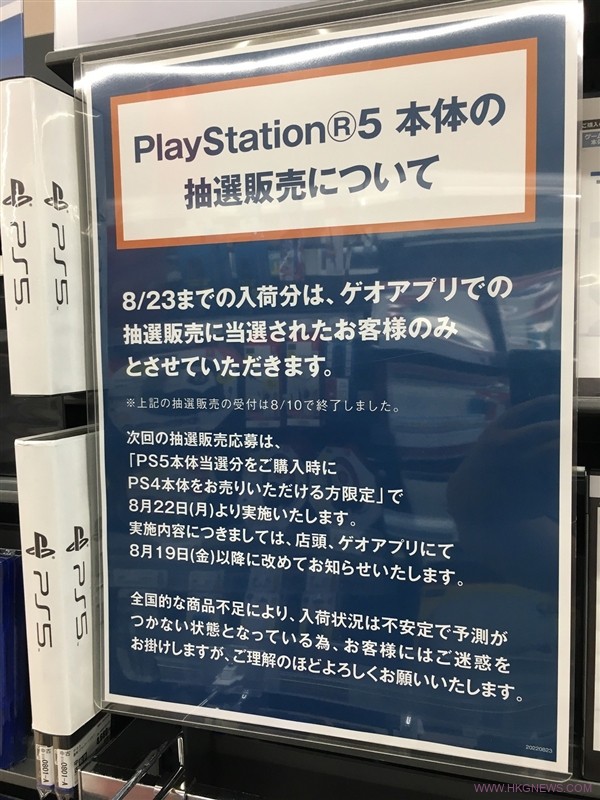 PlayStation®5 本体の
抽選販売について
8/23までの入荷分は、ゲオアプリでの
抽選販売に当選されたお客様のみ
とさせていただきます。
※上記の抽選販売の受付は8/10で終了しました。
次回の抽選販売応募は、
「PS5本体当選分をご購入時に
PS4本体をお売りいただける方限定」で
8月22日(月)より実施いたします。
実施内容につきましては、店頭、ゲオアプリにて
8月19日(金)以降に改めてお知らせいたします。
全国的な商品不足により、入荷状況は不安定で予測が
つかない状態となっている為、お客様にはご迷惑を
お掛けしますが、ご理解のほどよろしくお願いいたします。
20220823
PS5
PS5
PS5
PS5
WWW.HKGNEWS.COM